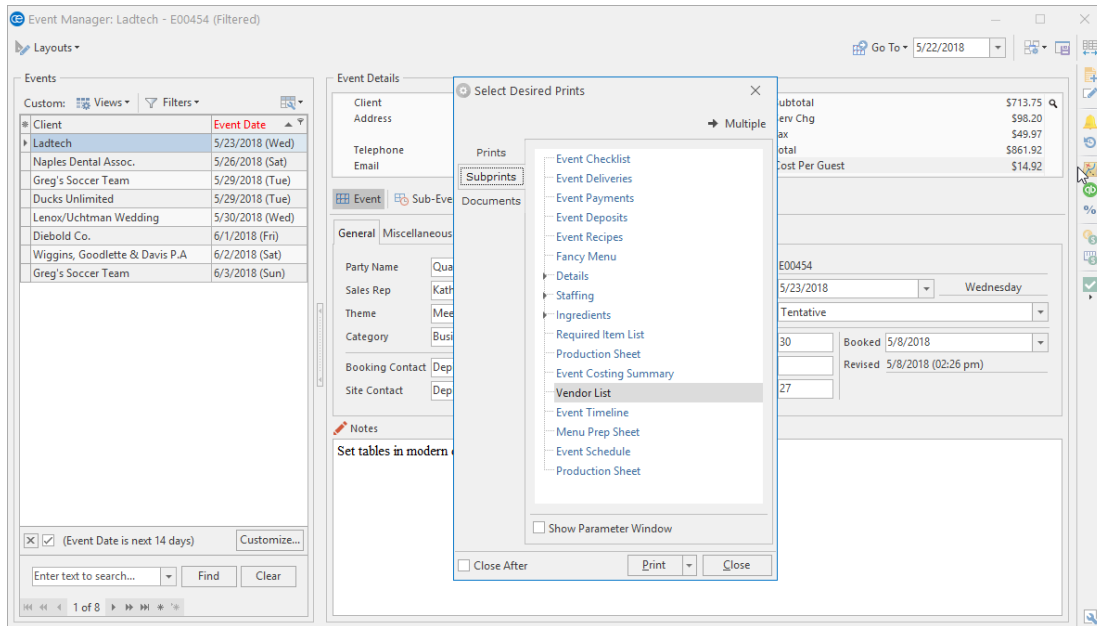 Event Manager: Ladtech - E00454 (Filtered)
Layouts
Go To 5/22/2018
Events
Custom: Views Filters
Client Event Date
Ladtech 5/23/2018 (Wed)
Naples Dental Assoc. 5/26/2018 (Sat)
Greg's Soccer Team 5/29/2018 (Tue)
Ducks Unlimited 5/29/2018 (Tue)
Lenox/Uchtman Wedding 5/30/2018 (Wed)
Diebold Co. 6/1/2018 (Fri)
Wiggins, Goodlette & Davis P.A 6/2/2018 (Sat)
Greg's Soccer Team 6/3/2018 (Sun)
(Event Date is next 14 days) Customize...
Enter text to search... Find Clear
1 of 8
Event Details
Client
Address
Telephone
Email
ubtotal $713.75
erv Chg $98.20
ax $49.97
otal $861.92
Cost Per Guest $14.92
Event Sub-Eve
General Miscellaneous
Party Name Qua
Sales Rep Kath
Theme Mee
Category Busi
Booking Contact Dep
Site Contact Dep
E00454
5/23/2018 Wednesday
Tentative
30 Booked 5/8/2018
Revised 5/8/2018 (02:26 pm)
27
Notes
Set tables in modern
Select Desired Prints
Multiple
Prints
Subprints
Documents
Event Checklist
Event Deliveries
Event Payments
Event Deposits
Event Recipes
Fancy Menu
Details
Staffing
Ingredients
Required Item List
Production Sheet
Event Costing Summary
Vendor List
Event Timeline
Menu Prep Sheet
Event Schedule
Production Sheet
Show Parameter Window
Close After Print Close